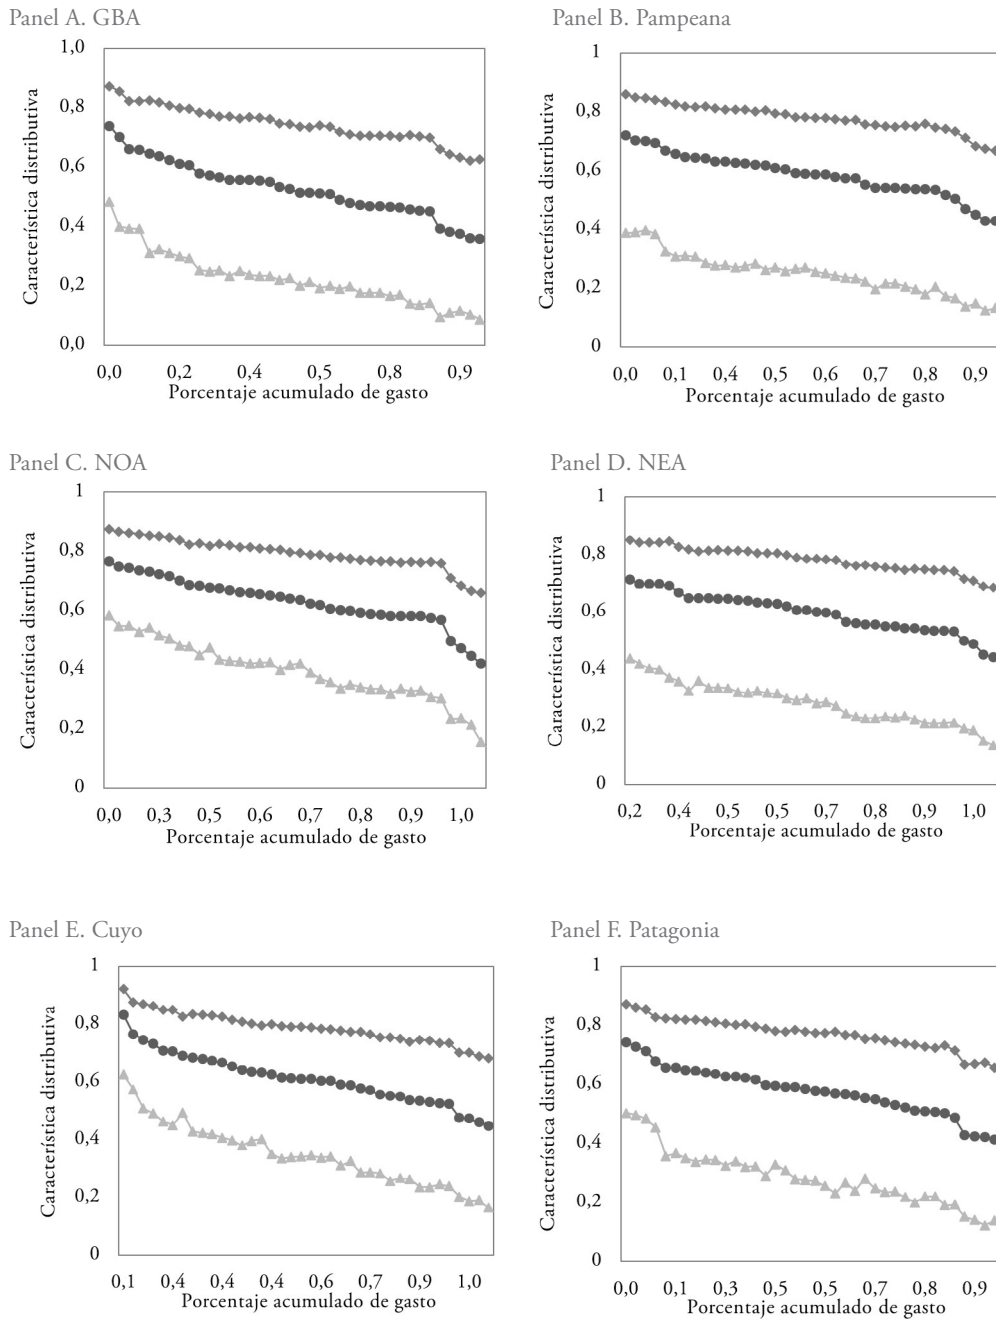 Panel A. GBA
Característica distributiva
1,0
0,8
0,6
0,4
0,2
0,0
0,0 0,2 0,4 0,5 0,8 0,9
Porcentaje acumulado de gasto
Panel B. Pampeana
Característica distributiva
1
0,8
0,6
0,4
0,2
0
0,0 0,1 0,4 0,5 0,6 0,7 0,8 0,9
Porcentaje acumulado de gasto
Panel C. NOA
Característica distributiva
1
0,8
0,6
0,4
0,2
0
0,0 0,3 0,5 0,6 0,7 0,8 0,9 1,0
Porcentaje acumulado de gasto
Panel D. NEA
Característica distributiva
1
0,8
0,6
0,4
0,2
0
0,2 0,4 0,5 0,5 0,7 0,8 0,9 1,0
Porcentaje acumulado de gasto
Panel E. Cuyo
Característica distributiva
1
0,8
0,6
0,4
0,2
0
0,1 0,4 0,4 0,4 0,6 0,7 0,9 1,0
Porcentaje acumulado de gasto
Panel F. Patagonia
Característica distributiva
1
0,8
0,6
0,4
0,2
0
0,0 0,1 0,3 0,5 0,6 0,7 0,8 0,9
Porcentaje acumulado de gasto